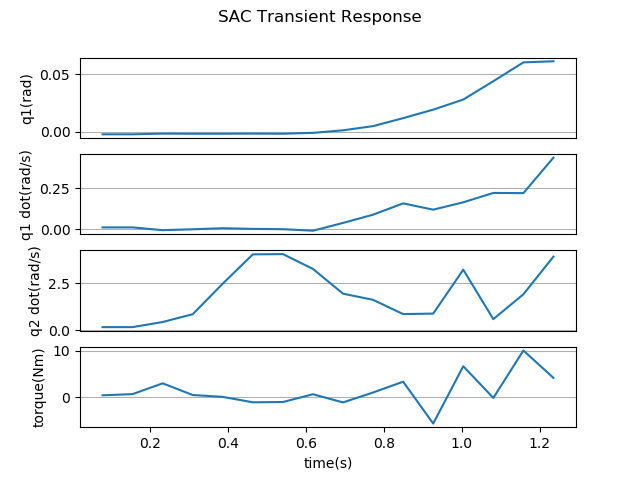 SAC Transient Response
q1(rad)
0.05
0.00
q1 dot(rad/s)
0.25
0.00
q2 dot(rad/s)
2.5
0.0
torque(Nm)
10
0
0.2 0.4 0.6 0.8 1.0 1.2
time(s)